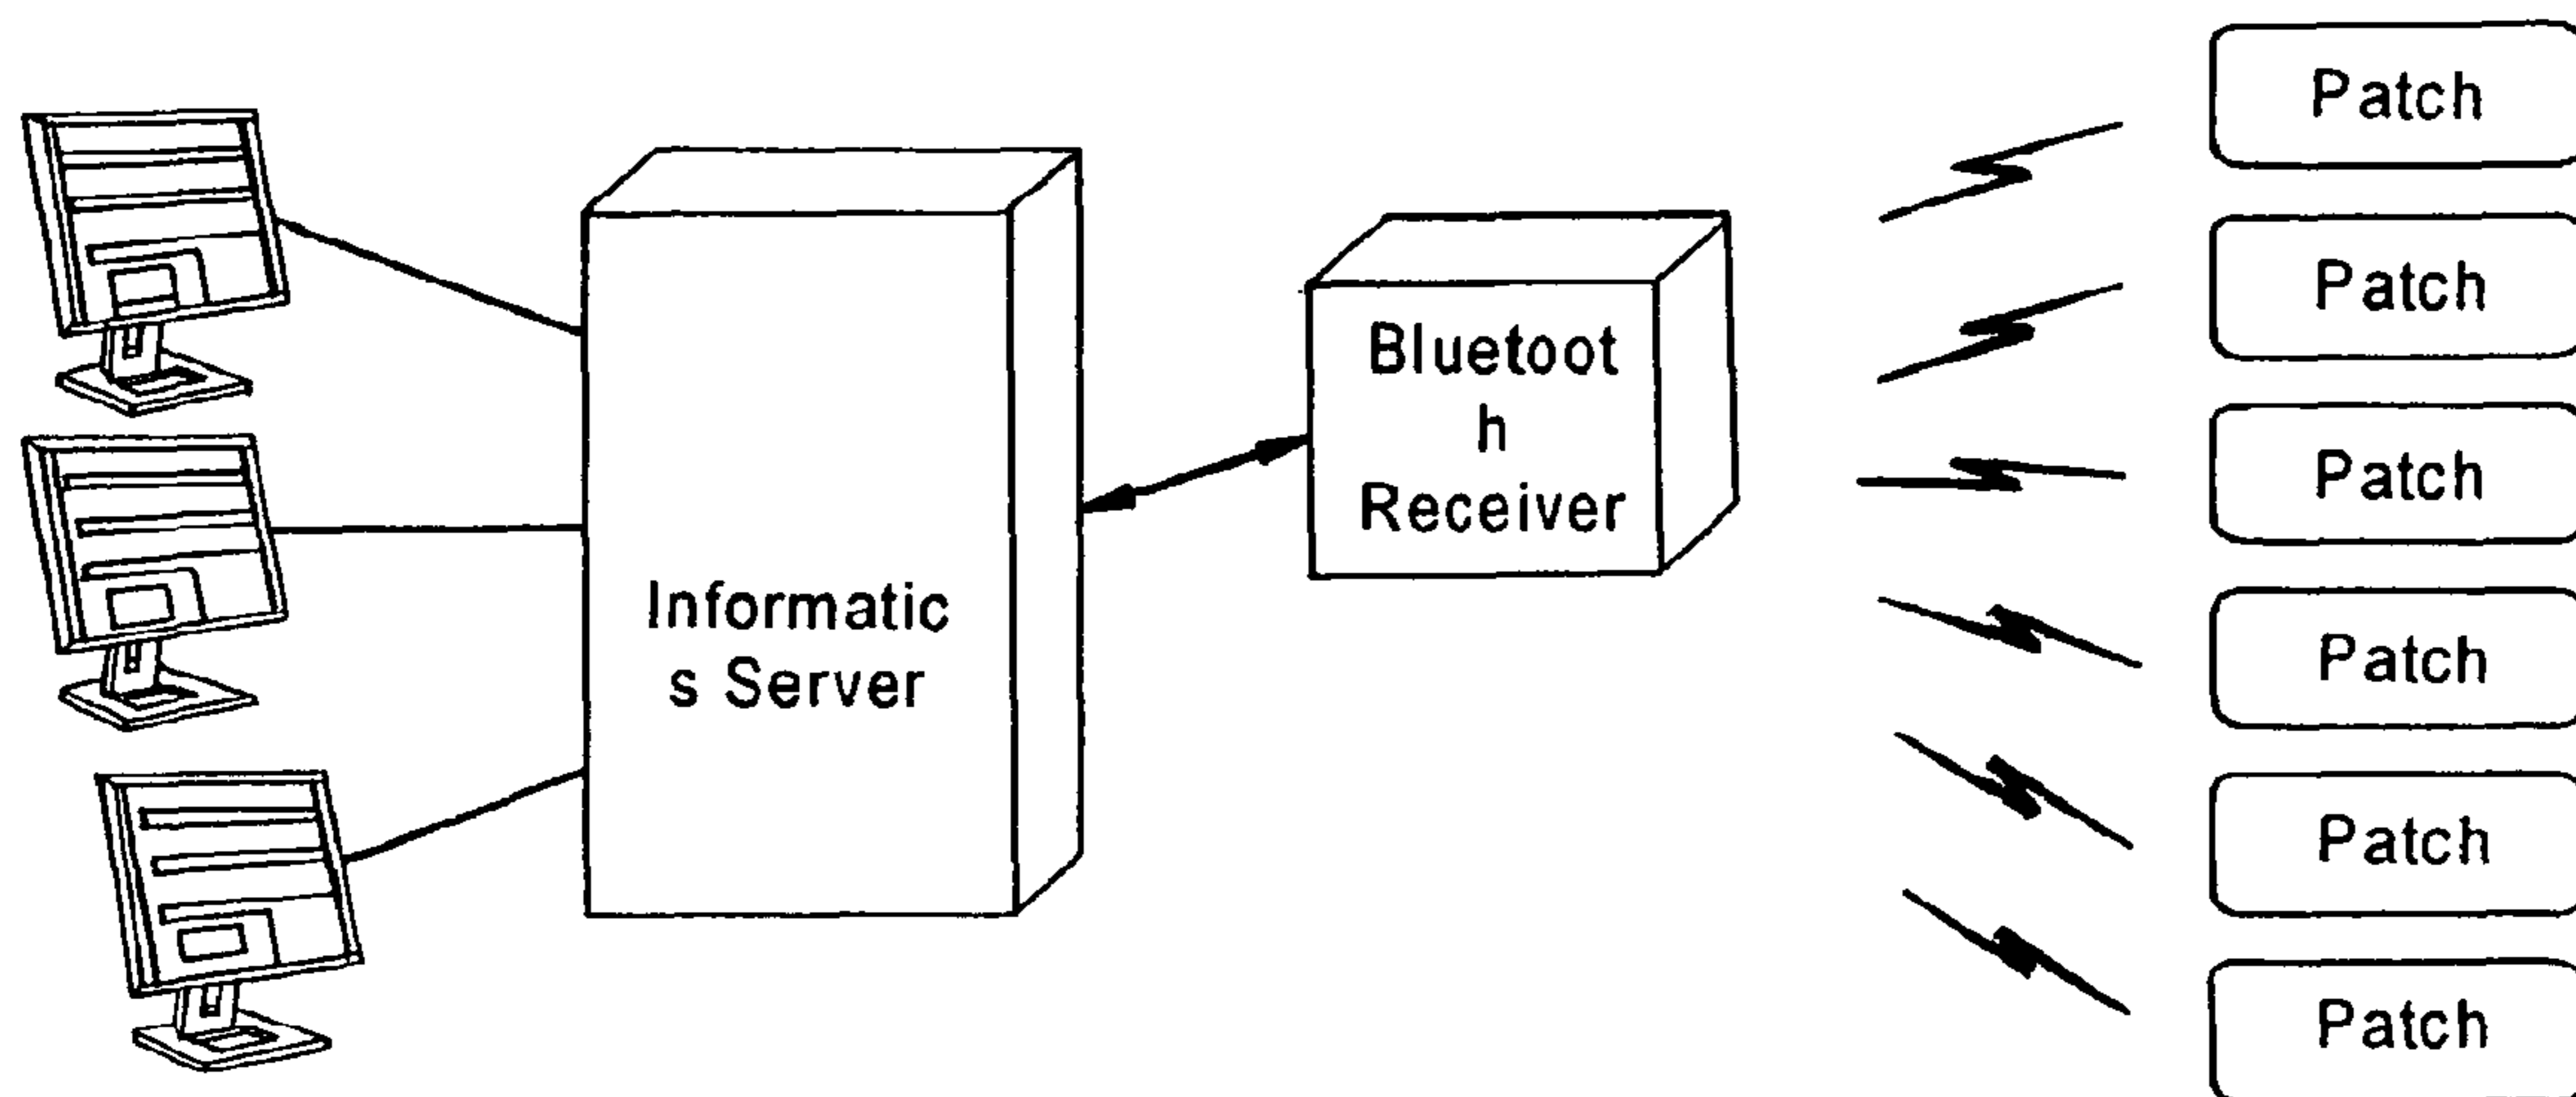 Patch
Patch
Patch
Patch
Patch
Patch
Bluetoot
h
Receiver
Informatic
s Server